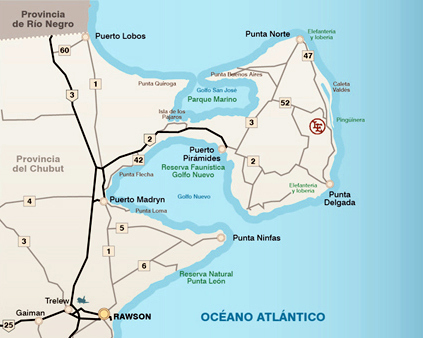 Provincia
de Río Negro
Puerto Lobos
Punta Norte
Elefantería
y lobería
60
47
1
Punta Quiroga
Punta Buenos Aires
Caleta
Valdés
3
Golfo San José
Parque Marino
52
Isla de los
Pájaros
3
Pingüinera
2
Puerto
Pirámides
42
2
Provincia
del Chubut
Punta Flecha
Reserva Faunística
Golfo Nuevo
Elefantería
y lobería
4
Puerto Madryn
Golfo Nuevo
Punta
Delgada
Punta Loma
1
5
3
Punta Ninfas
4
6
Reserva Natural
Punta León
1
Trelew
Gaiman
RAWSON
OCÉANO ATLÁNTICO
25